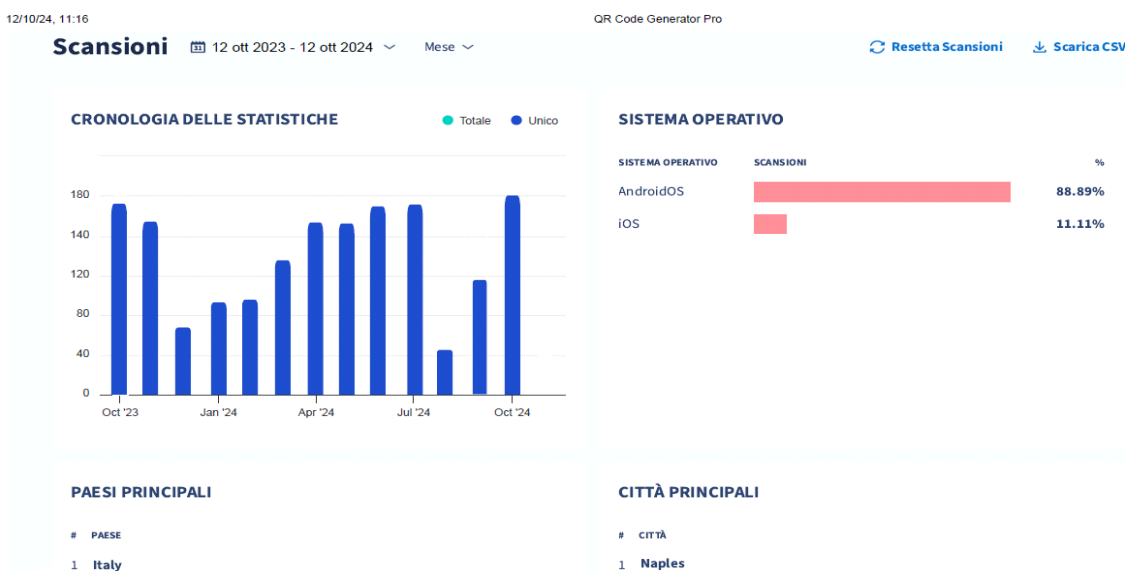 12/10/24, 11:16 QR Code Generator Pro
Scansioni 31 12 ott 2023 - 12 ott 2024 Mese Resetta Scansioni Scarica CSV
CRONOLOGIA DELLE STATISTICHE Totale Unico
180
140
120
80
40
0
Oct '23 Jan '24 Apr '24 Jul '24 Oct '24
SISTEMA OPERATIVO
SISTEMA OPERATIVO SCANSIONI %
AndroidOS 88.89%
iOS 11.11%
PAESI PRINCIPALI
# PAESE
1 Italy
CITTÀ PRINCIPALI
# CITTÀ
1 Naples